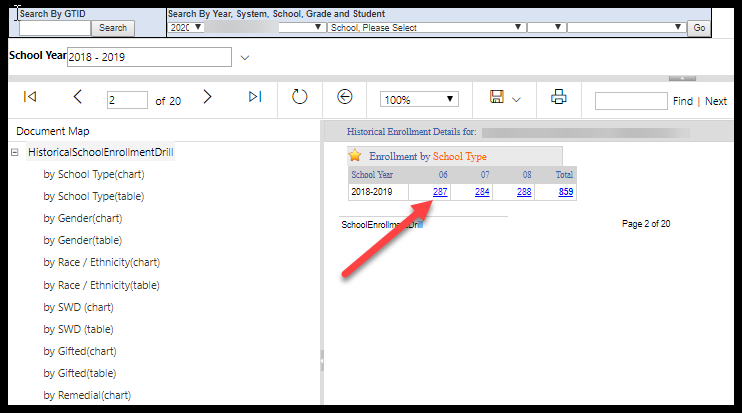 Search By GTID
Search By Year, System, School, Grade and Student
Search
2020
School, Please Select
Go
School Year
2018 - 2019
2
of 20
100%
Find | Next
Document Map
HistoricalSchoolEnrollmentDrill
by School Type(chart)
by School Type(table)
by Gender(chart)
by Gender(table)
by Race / Ethnicity(chart)
by Race / Ethnicity(table)
by SWD (chart)
by SWD (table)
by Gifted(chart)
by Gifted(table)
by Remedial(chart)
Historical Enrollment Details for:
Enrollment by School Type
School Year 06 07 08 Total
2018-2019 287 284 288 859
SchoolEnrollmentDrill
Page 2 of 20